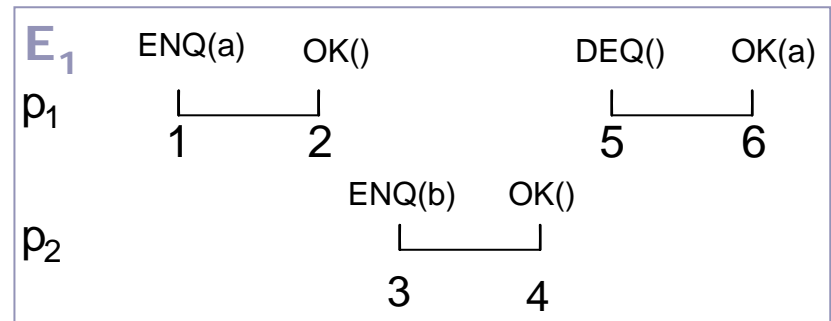 E1 ENQ(a) OK() DEQ() OK(a)
p1
1 2 5 6
ENQ(b) OK()
p2
3 4